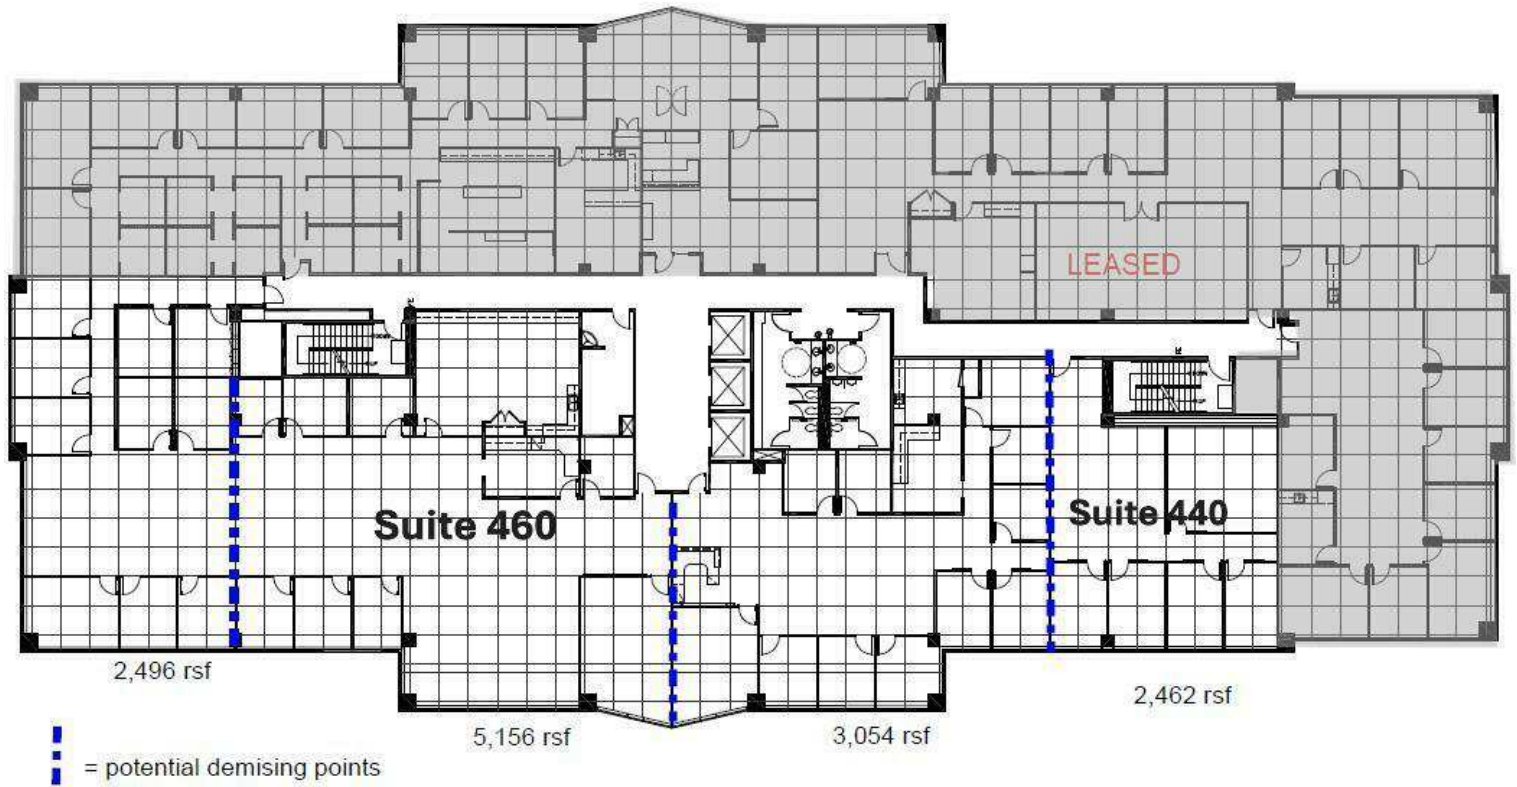 LEASED
Suite 460
Suite 440
2,496 rsf
2,462 rsf
5,156 rsf
3,054 rsf
= potential demising points